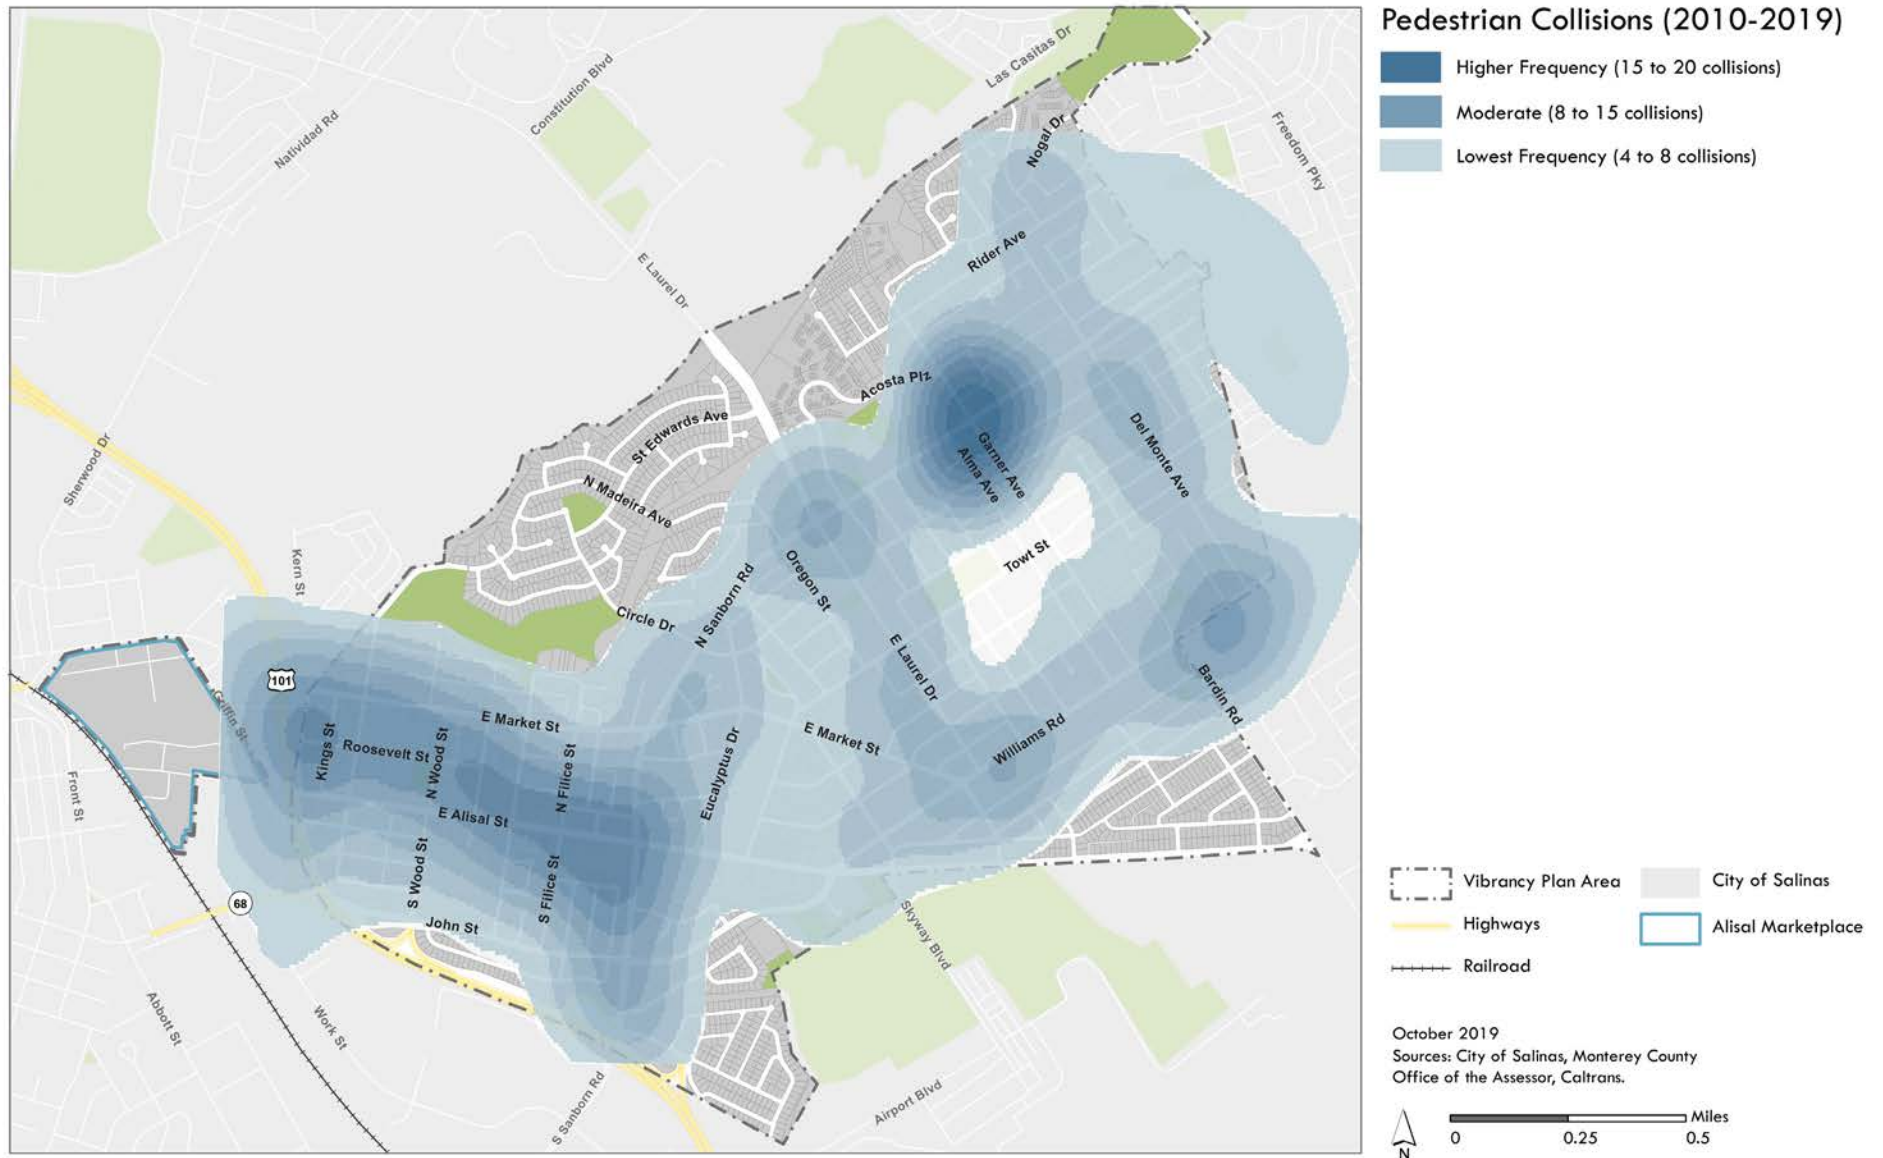 Pedestrian Collisions (2010-2019)
Higher Frequency (15 to 20 collisions)
Moderate (8 to 15 collisions)
Lowest Frequency (4 to 8 collisions)
Las Casitas Dr
Constitution Blvd
Natividad Rd
Freedom Pky
Nogal Dr
Rider Ave
E Laurel Dr
Acosta Plz
St Edwards Ave
N Madeira Ave
Garner Ave
Alma Ave
Del Monte Ave
Sherwood Dr
Kern St
Towt St
Oregon St
N Sanborn Rd
Circle Dr
E Laurel Dr
Bardin Rd
101
Griffin St
E Market St
Roosevelt St
Kings St
N Wood St
N Filice St
Eucalyptus Dr
E Market St
Williams Rd
Front St
E Alisal St
S Wood St
S Filice St
68
John St
Skyway Blvd
Abbott St
Work St
S Sanborn Rd
Airport Blvd
Vibrancy Plan Area
City of Salinas
Highways
Alisal Marketplace
Railroad
October 2019
Sources: City of Salinas, Monterey County
Office of the Assessor, Caltrans.
Miles
0 0.25 0.5
N